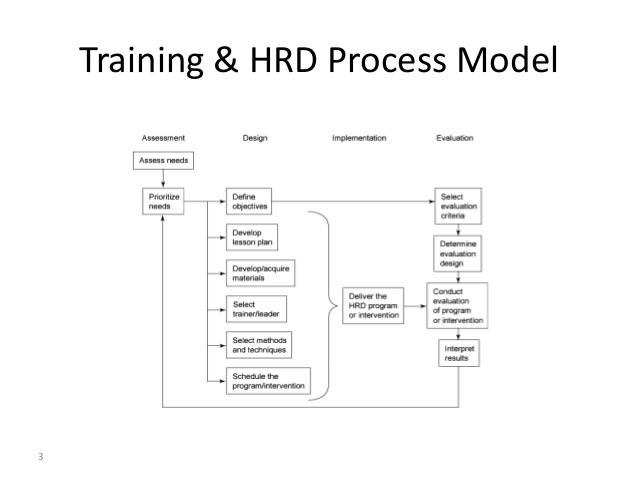 Training & HRD Process Model
Assessment
Design
Implementation
Evaluation
Assess needs
Prioritize
needs
Define
objectives
Develop
lesson plan
Develop/acquire
materials
Select
trainer/leader
Select methods
and techniques
Schedule the
program/intervention
Deliver the
HRD program
or intervention
Select
evaluation
criteria
Determine
evaluation
design
Conduct
evaluation
of program
or intervention
Interpret
results
3